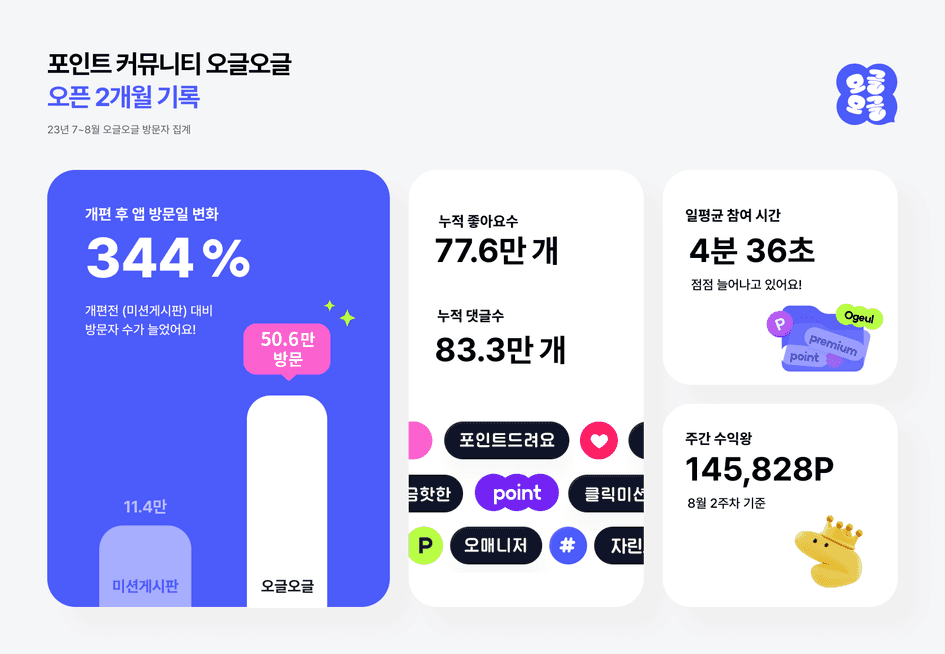 포인트 커뮤니티 오글오글
오픈 2개월 기록
23년 7~8월 오글오글 방문자 집계
오글
오글
개편 후 앱 방문일 변화
344%
개편전 (미션게시판) 대비
방문자 수가 늘었어요!
50.6만
방문
11.4만
미션게시판
오글오글
누적 좋아요수
77.6만 개
누적 댓글수
83.3만 개
포인트드려요
금핫한
point
클릭미션
P
오매니저
#
자린
일평균 참여 시간
4분 36초
점점 늘어나고 있어요!
P
Ogeul
premium
point
주간 수익왕
145,828P
8월 2주차 기준